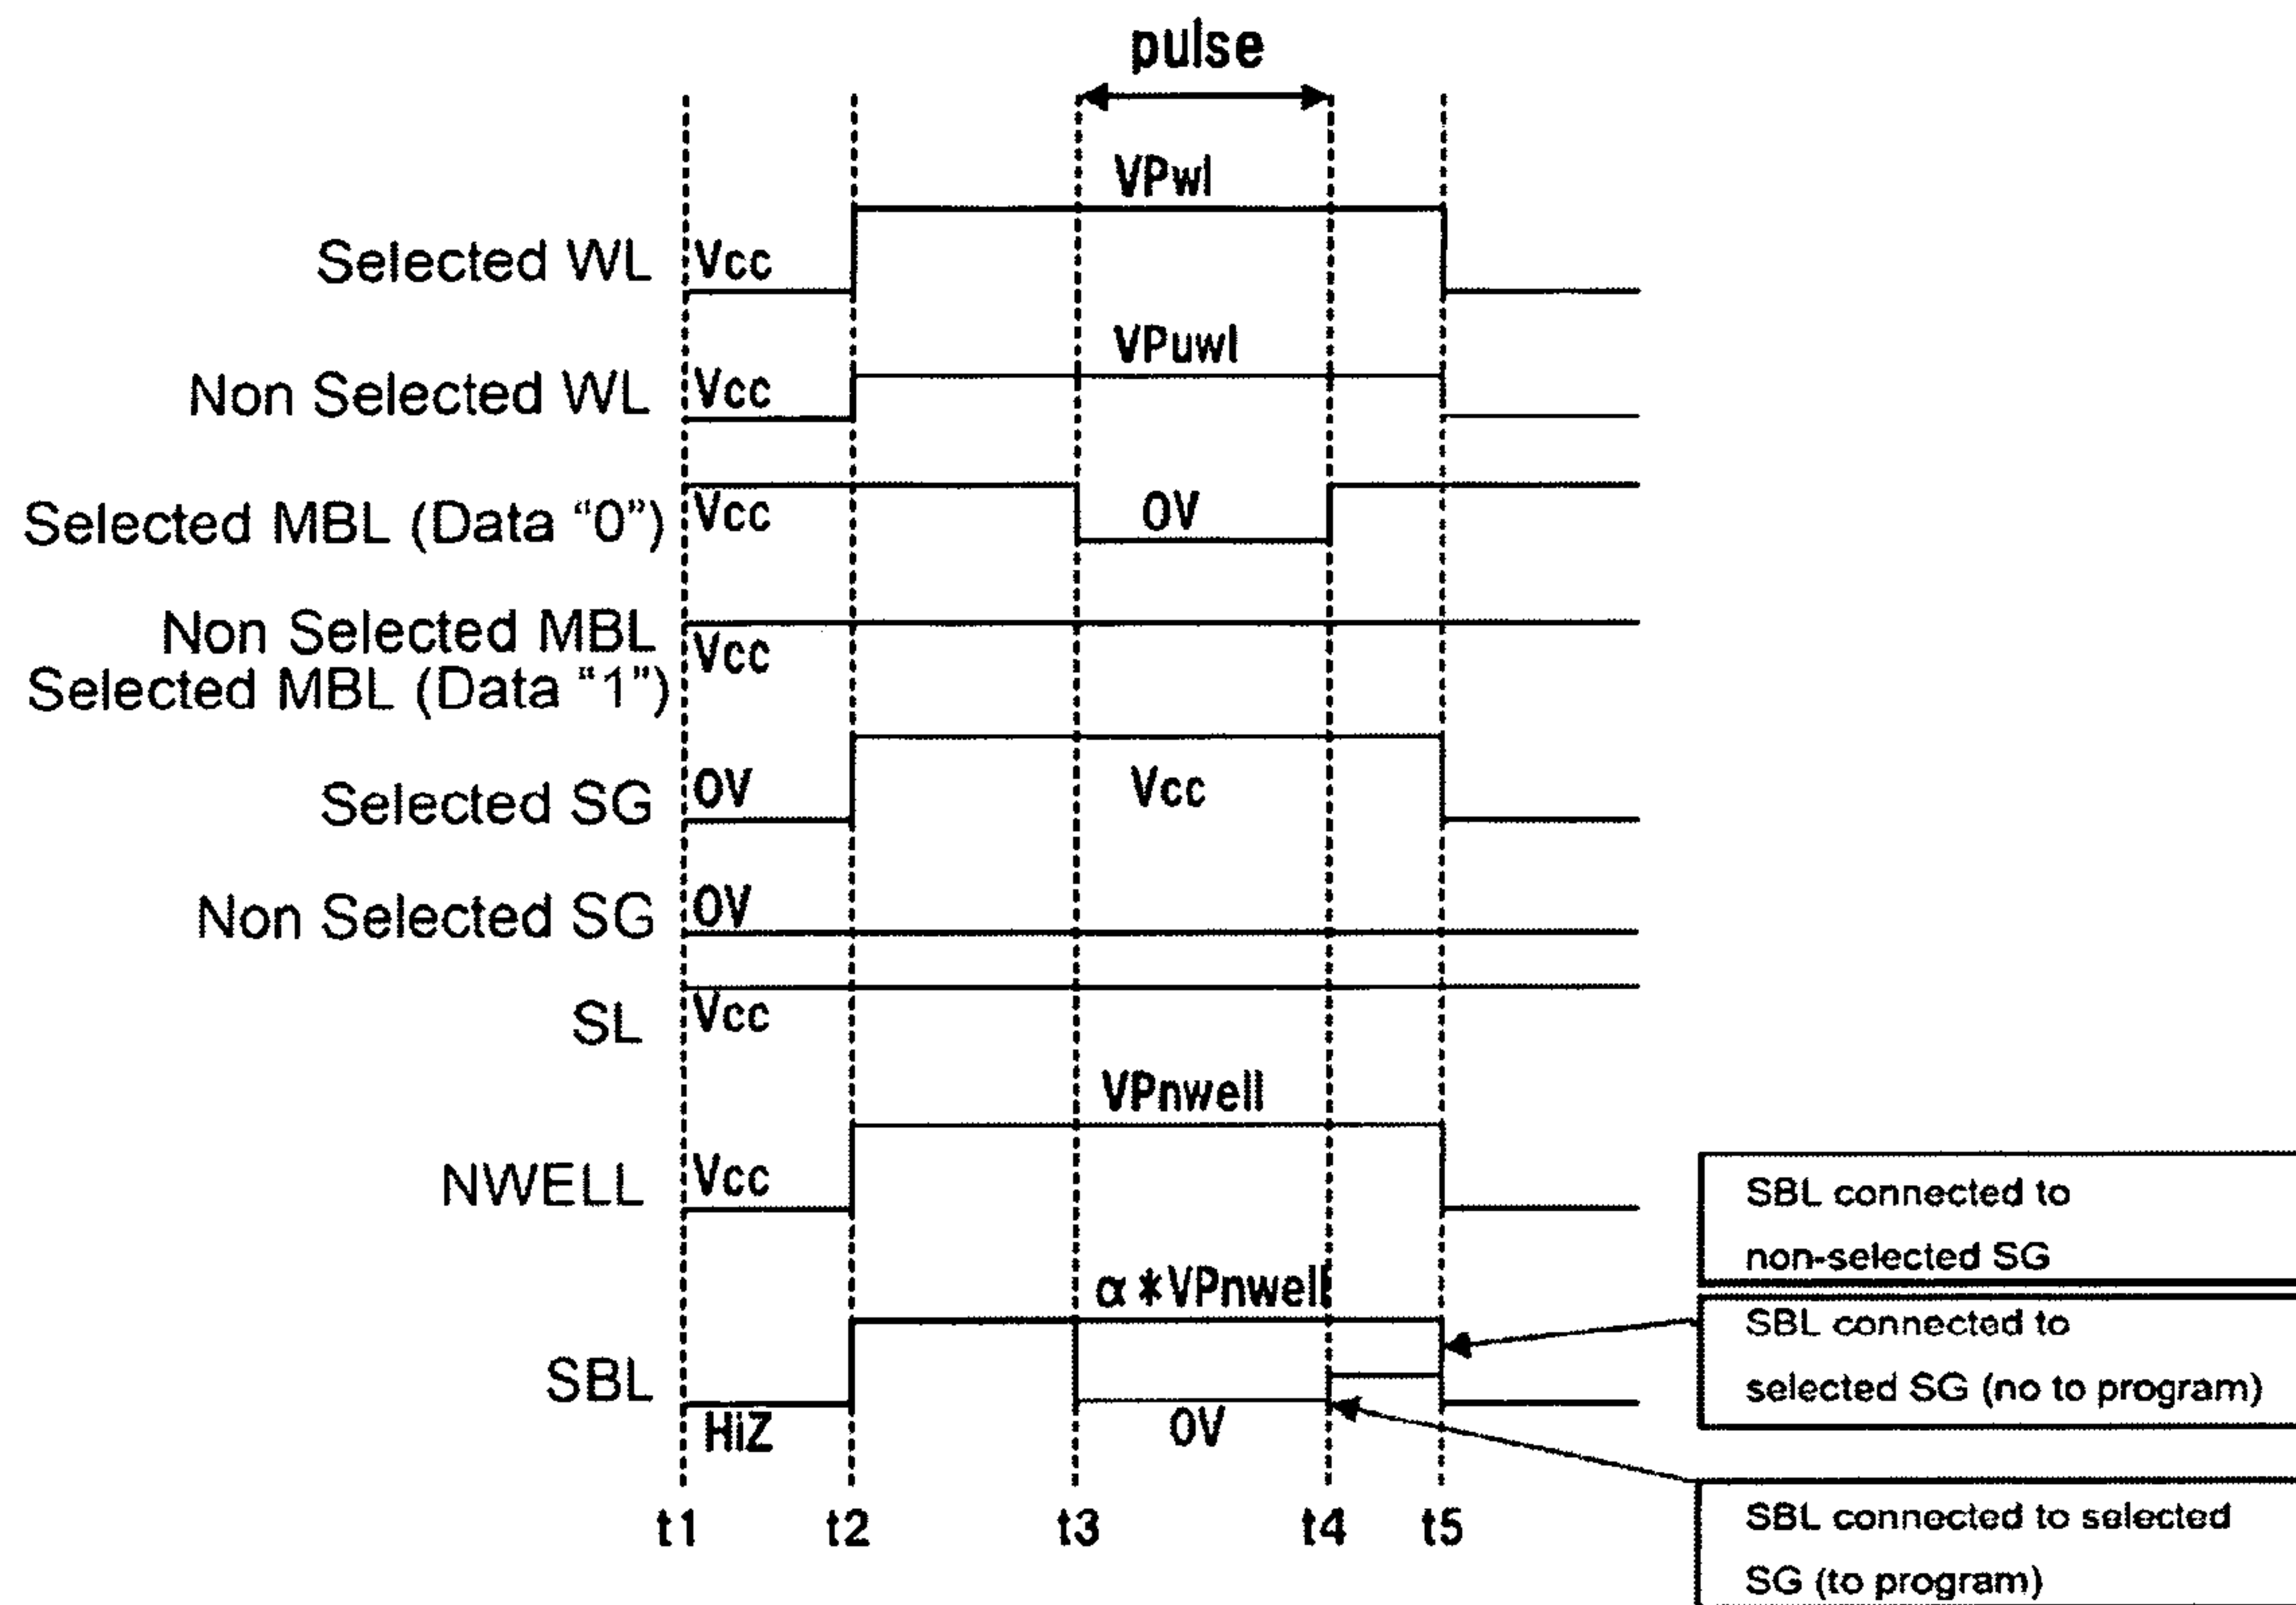 pulse
VPwl
Selected WL Vcc
VPuwl
Non Selected WL Vcc
Selected MBL (Data “0”) Vcc 0V
Non Selected MBL
Vcc
Selected MBL (Data “1”)
Selected SG 0V Vcc
Non Selected SG 0V
SL Vcc
VPnwell
NWELL Vcc
SBL connected to
non-selected SG
α*VPnwell
SBL connected to
selected SG (no to program)
SBL
HiZ 0V
SBL connected to selected
SG (to program)
t1 t2 t3 t4 t5